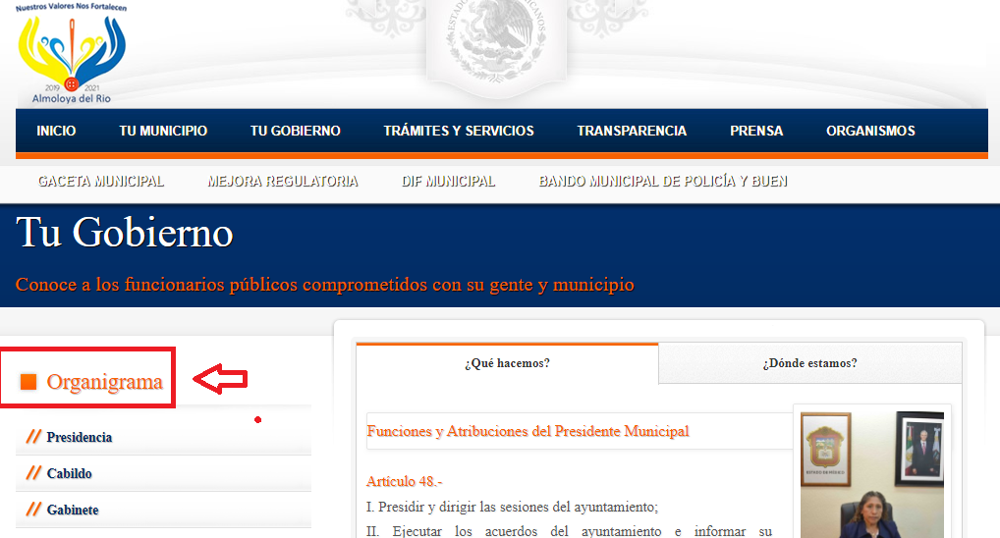 Nuestros Valores Nos Fortalecen
2019 2021
Almoloya del Rio
INICIO TU MUNICIPIO TU GOBIERNO TRÁMITES Y SERVICIOS TRANSPARENCIA PRENSA ORGANISMOS
GACETA MUNICIPAL MEJORA REGULATORIA DIF MUNICIPAL BANDO MUNICIPAL DE POLICÍA Y BUEN
Tu Gobierno
Conoce a los funcionarios públicos comprometidos con su gente y municipio
Organigrama
// Presidencia
// Cabildo
// Gabinete
¿Qué hacemos? ¿Dónde estamos?
Funciones y Atribuciones del Presidente Municipal
Artículo 48.-
I. Presidir y dirigir las sesiones del ayuntamiento;
II. Ejecutar los acuerdos del ayuntamiento e informar su